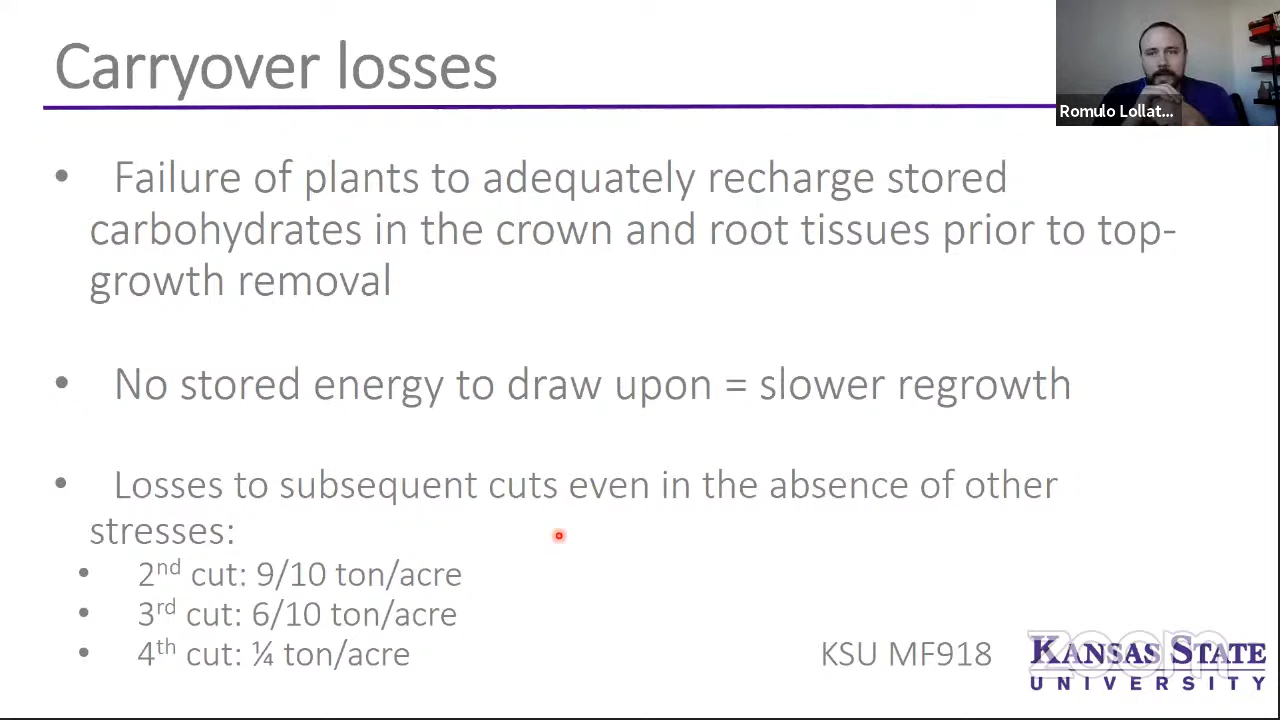 Carryover losses
Romulo Lollat...
• Failure of plants to adequately recharge stored
carbohydrates in the crown and root tissues prior to top-
growth removal
• No stored energy to draw upon = slower regrowth
• Losses to subsequent cuts even in the absence of other
stresses:
• 2nd cut: 9/10 ton/acre
• 3rd cut: 6/10 ton/acre
• 4th cut: ¼ ton/acre
KSU MF918
zoom
KANSAS STATE
UNIVERSITY